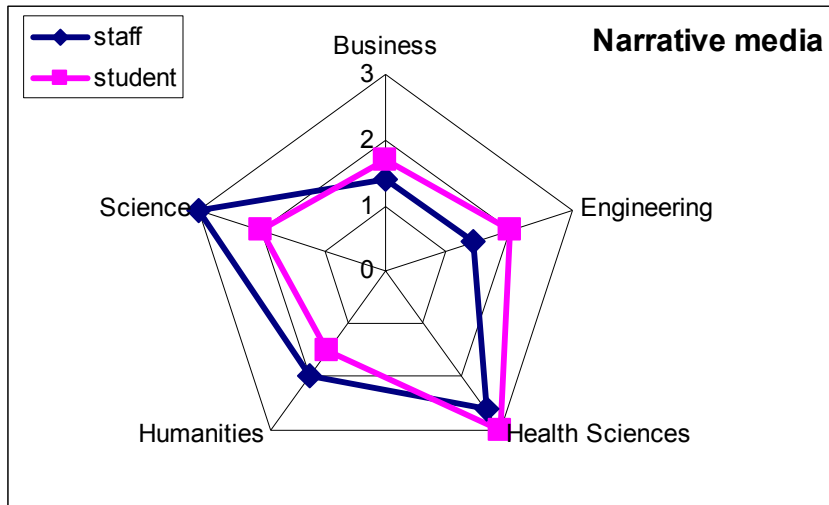 staff
student
Narrative media
Business
3
2
1
0
Science
Engineering
Humanities
Health Sciences